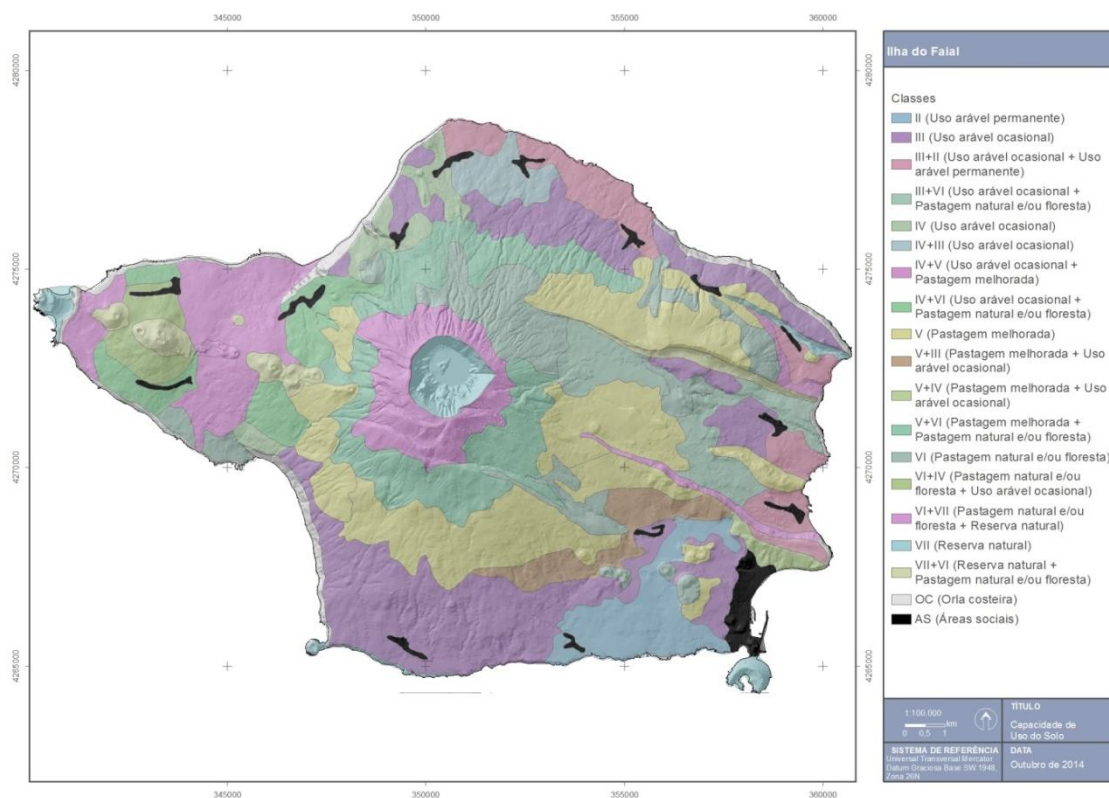 345000
350000
355000
360000
4280000
4280000
4275000
4275000
4270000
4270000
4265000
4265000
345000
350000
355000
360000
Ilha do Faial
Classes
II (Uso arável permanente)
III (Uso arável ocasional)
III+II (Uso arável ocasional + Uso
arável permanente)
III+VI (Uso arável ocasional +
Pastagem natural e/ou floresta)
IV (Uso arável ocasional)
IV+III (Uso arável ocasional)
IV+V (Uso arável ocasional +
Pastagem melhorada)
IV+VI (Uso arável ocasional +
Pastagem natural e/ou floresta)
V (Pastagem melhorada)
V+III (Pastagem melhorada + Uso
arável ocasional)
V+IV (Pastagem melhorada + Uso
arável ocasional)
V+VI (Pastagem melhorada +
Pastagem natural e/ou floresta)
VI (Pastagem natural e/ou floresta)
VI+IV (Pastagem natural e/ou
floresta + Uso arável ocasional)
VI+VII (Pastagem natural e/ou
floresta + Reserva natural)
VII (Reserva natural)
VII+VI (Reserva natural +
Pastagem natural e/ou floresta)
OC (Orla costeira)
AS (Áreas sociais)
1:100 000
km
0 0,5 1
TÍTULO
Capacidade de
Uso do Solo
SISTEMA DE REFERÊNCIA
Universal Transversal Mercator
Datum Graciosa Base SW 1948,
Zona 26N
DATA
Outubro de 2014